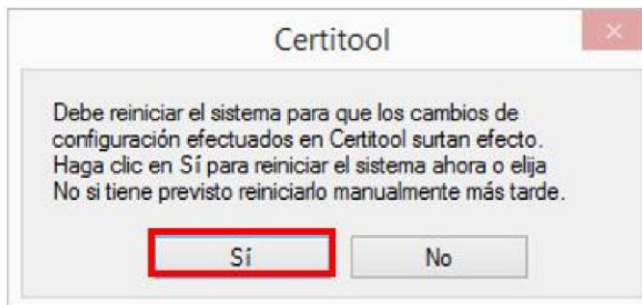 Certitool
Debe reiniciar el sistema para que los cambios de
configuración efectuados en Certitool surtan efecto.
Haga clic en Sí para reiniciar el sistema ahora o elija
No si tiene previsto reiniciarlo manualmente más tarde.
Sí No